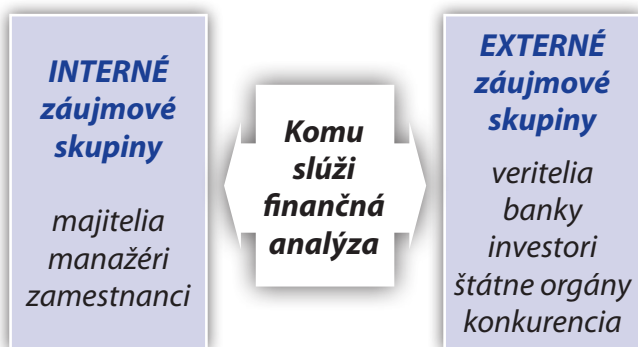 INTERNÉ
záujmové
skupiny
majitelia
manažéri
zamestnanci
Komu
slúži
finančná
analýza
EXTERNÉ
záujmové
skupiny
veritelia
banky
investori
štátne orgány
konkurencia